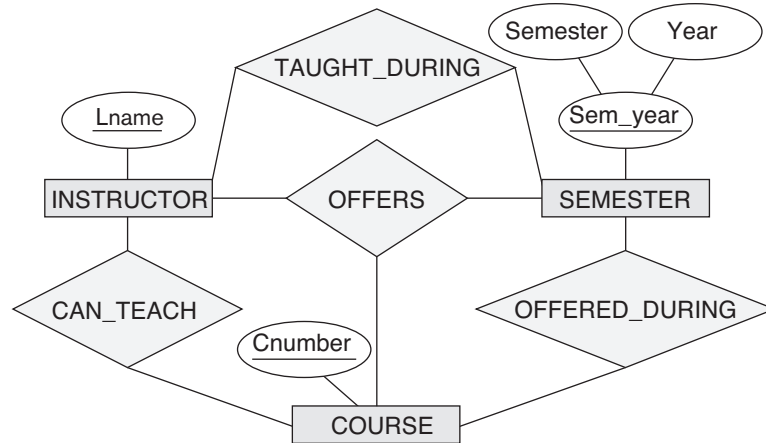 Semester
Year
TAUGHT_DURING
Lname
Sem_year
INSTRUCTOR
OFFERS
SEMESTER
CAN_TEACH
OFFERED_DURING
Cnumber
COURSE